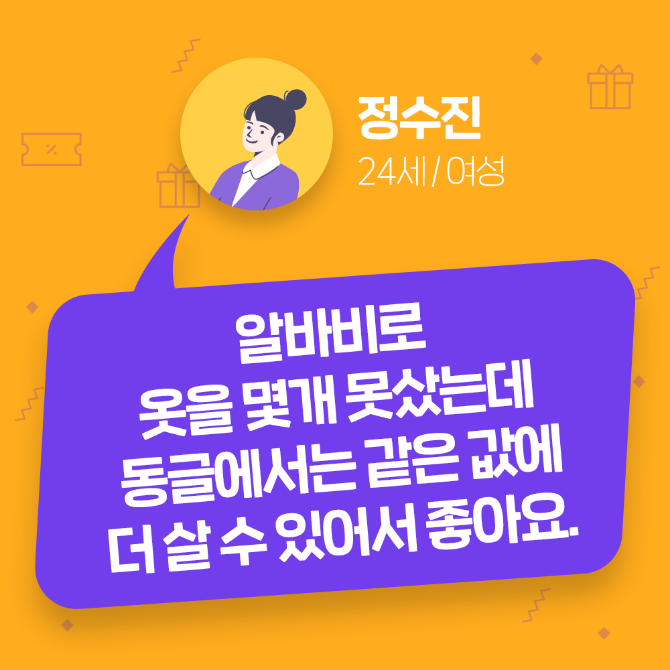 정수진
24세 / 여성
알바비로
옷을 몇개 못샀는데
동글에서는 같은 값에
더 살 수 있어서 좋아요.